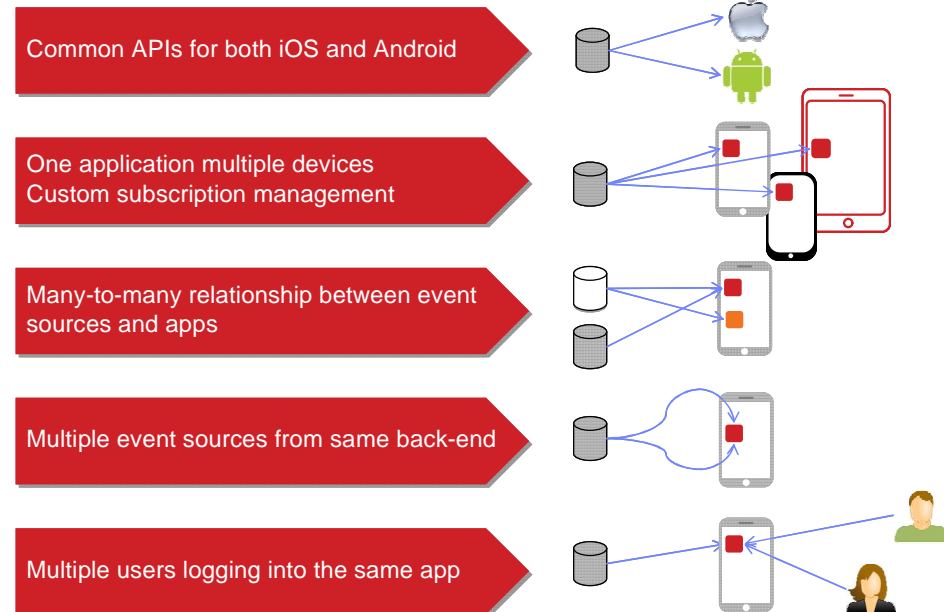 Common APIs for both iOS and Android
One application multiple devices
Custom subscription management
Many-to-many relationship between event
sources and apps
Multiple event sources from same back-end
Multiple users logging into the same app